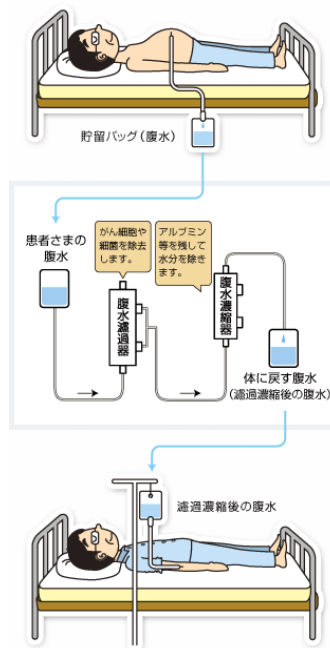 貯留バッグ(腹水)
患者さまの
腹水
がん細胞や
細菌を除去
します。
アルブミン
等を残して
水分を除き
ます。
腹水濾過器
腹水濃縮器
体に戻す腹水
(濾過濃縮後の腹水)
濾過濃縮後の腹水